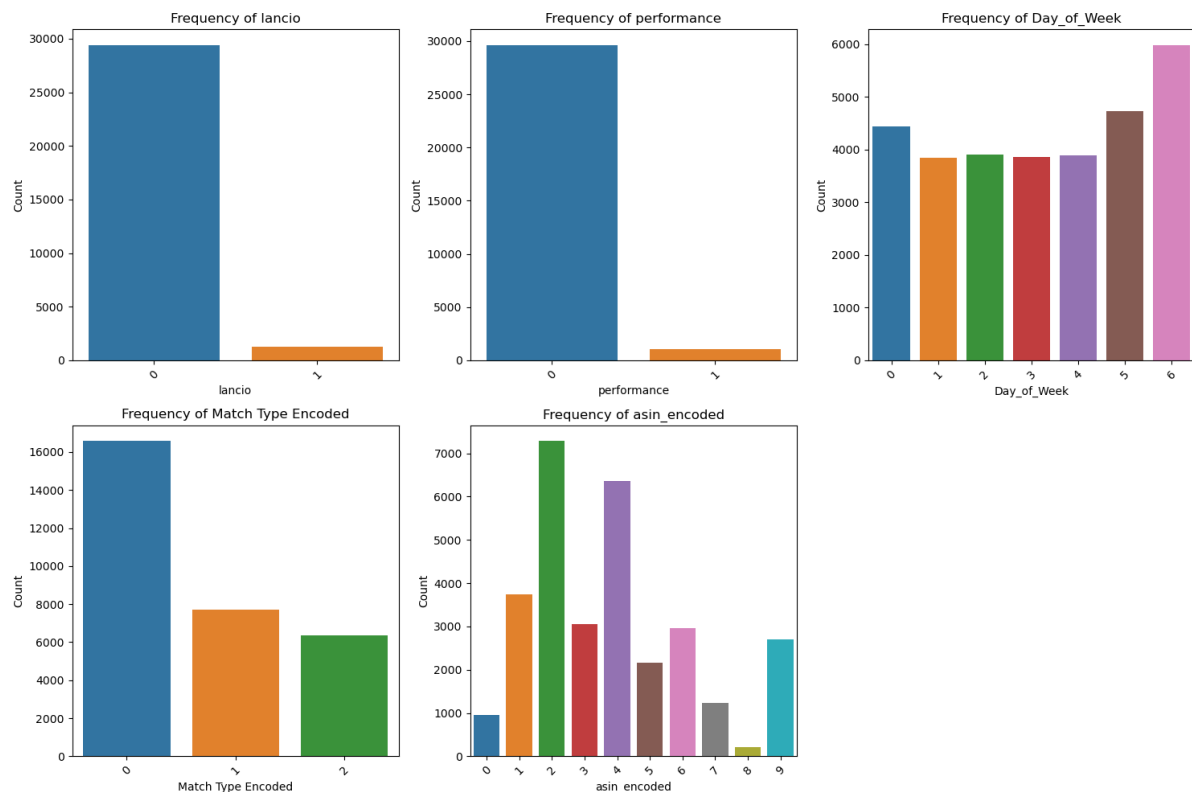 Frequency of lancio
30000
25000
20000
15000
10000
5000
0
Count
0 1
lancio
Frequency of performance
30000
25000
20000
15000
10000
5000
0
Count
0 1
performance
Frequency of Day_of_Week
6000
5000
4000
3000
2000
1000
0
Count
0 1 2 3 4 5 6
Day_of_Week
Frequency of Match Type Encoded
16000
14000
12000
10000
8000
6000
4000
2000
0
Count
0 1 2
Match Type Encoded
Frequency of asin_encoded
7000
6000
5000
4000
3000
2000
1000
0
Count
0 1 2 3 4 5 6 7 8 9
asin_encoded